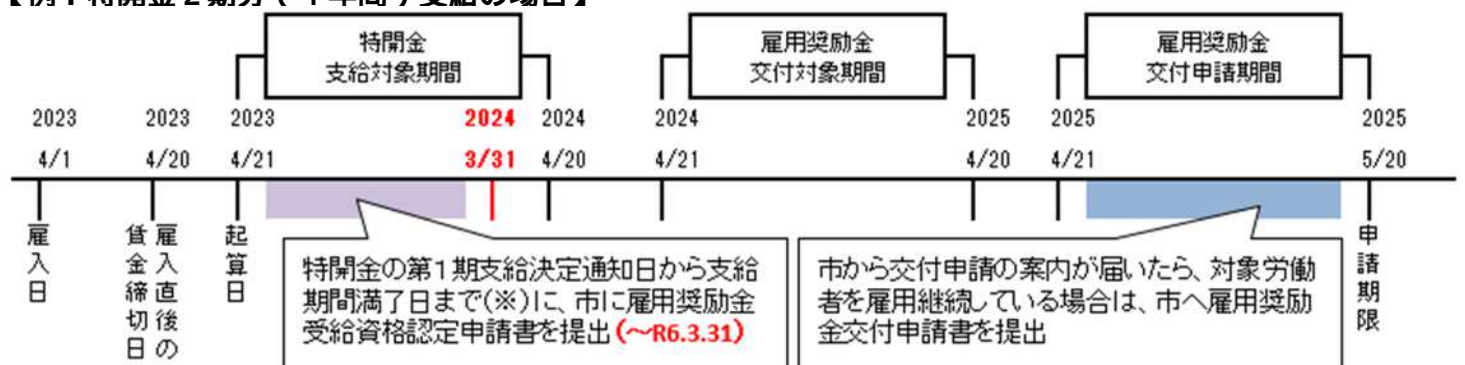 【例：特開金２期分（１年間）支給の場合】
特開金
支給対象期間
雇用奨励金
交付対象期間
雇用奨励金
交付申請期間
2023 2023 2023 2024 2024 2024 2025 2025 2025
4/1 4/20 4/21 3/31 4/20 4/21 4/20 4/21 5/20
雇入日
雇入直後の
賃金締切日
起算日
特開金の第1期支給決定通知日から支給
期間満了日まで(※)に、市に雇用奨励金
受給資格認定申請書を提出(～R6.3.31)
市から交付申請の案内が届いたら、対象労働
者を雇用継続している場合は、市へ雇用奨励
金交付申請書を提出
申請期限